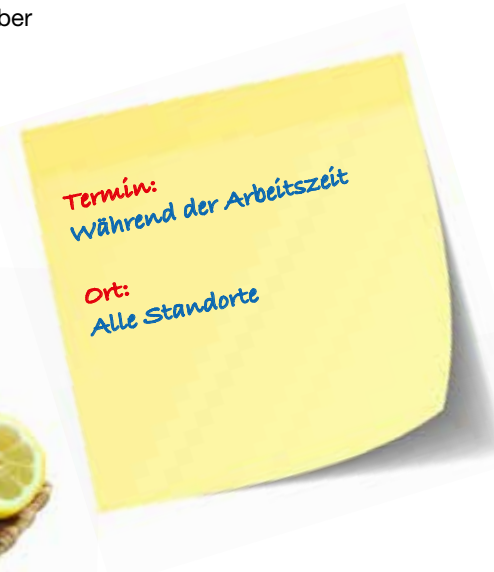 ber
Termin:
Während der Arbeitszeit
Ort:
Alle Standorte